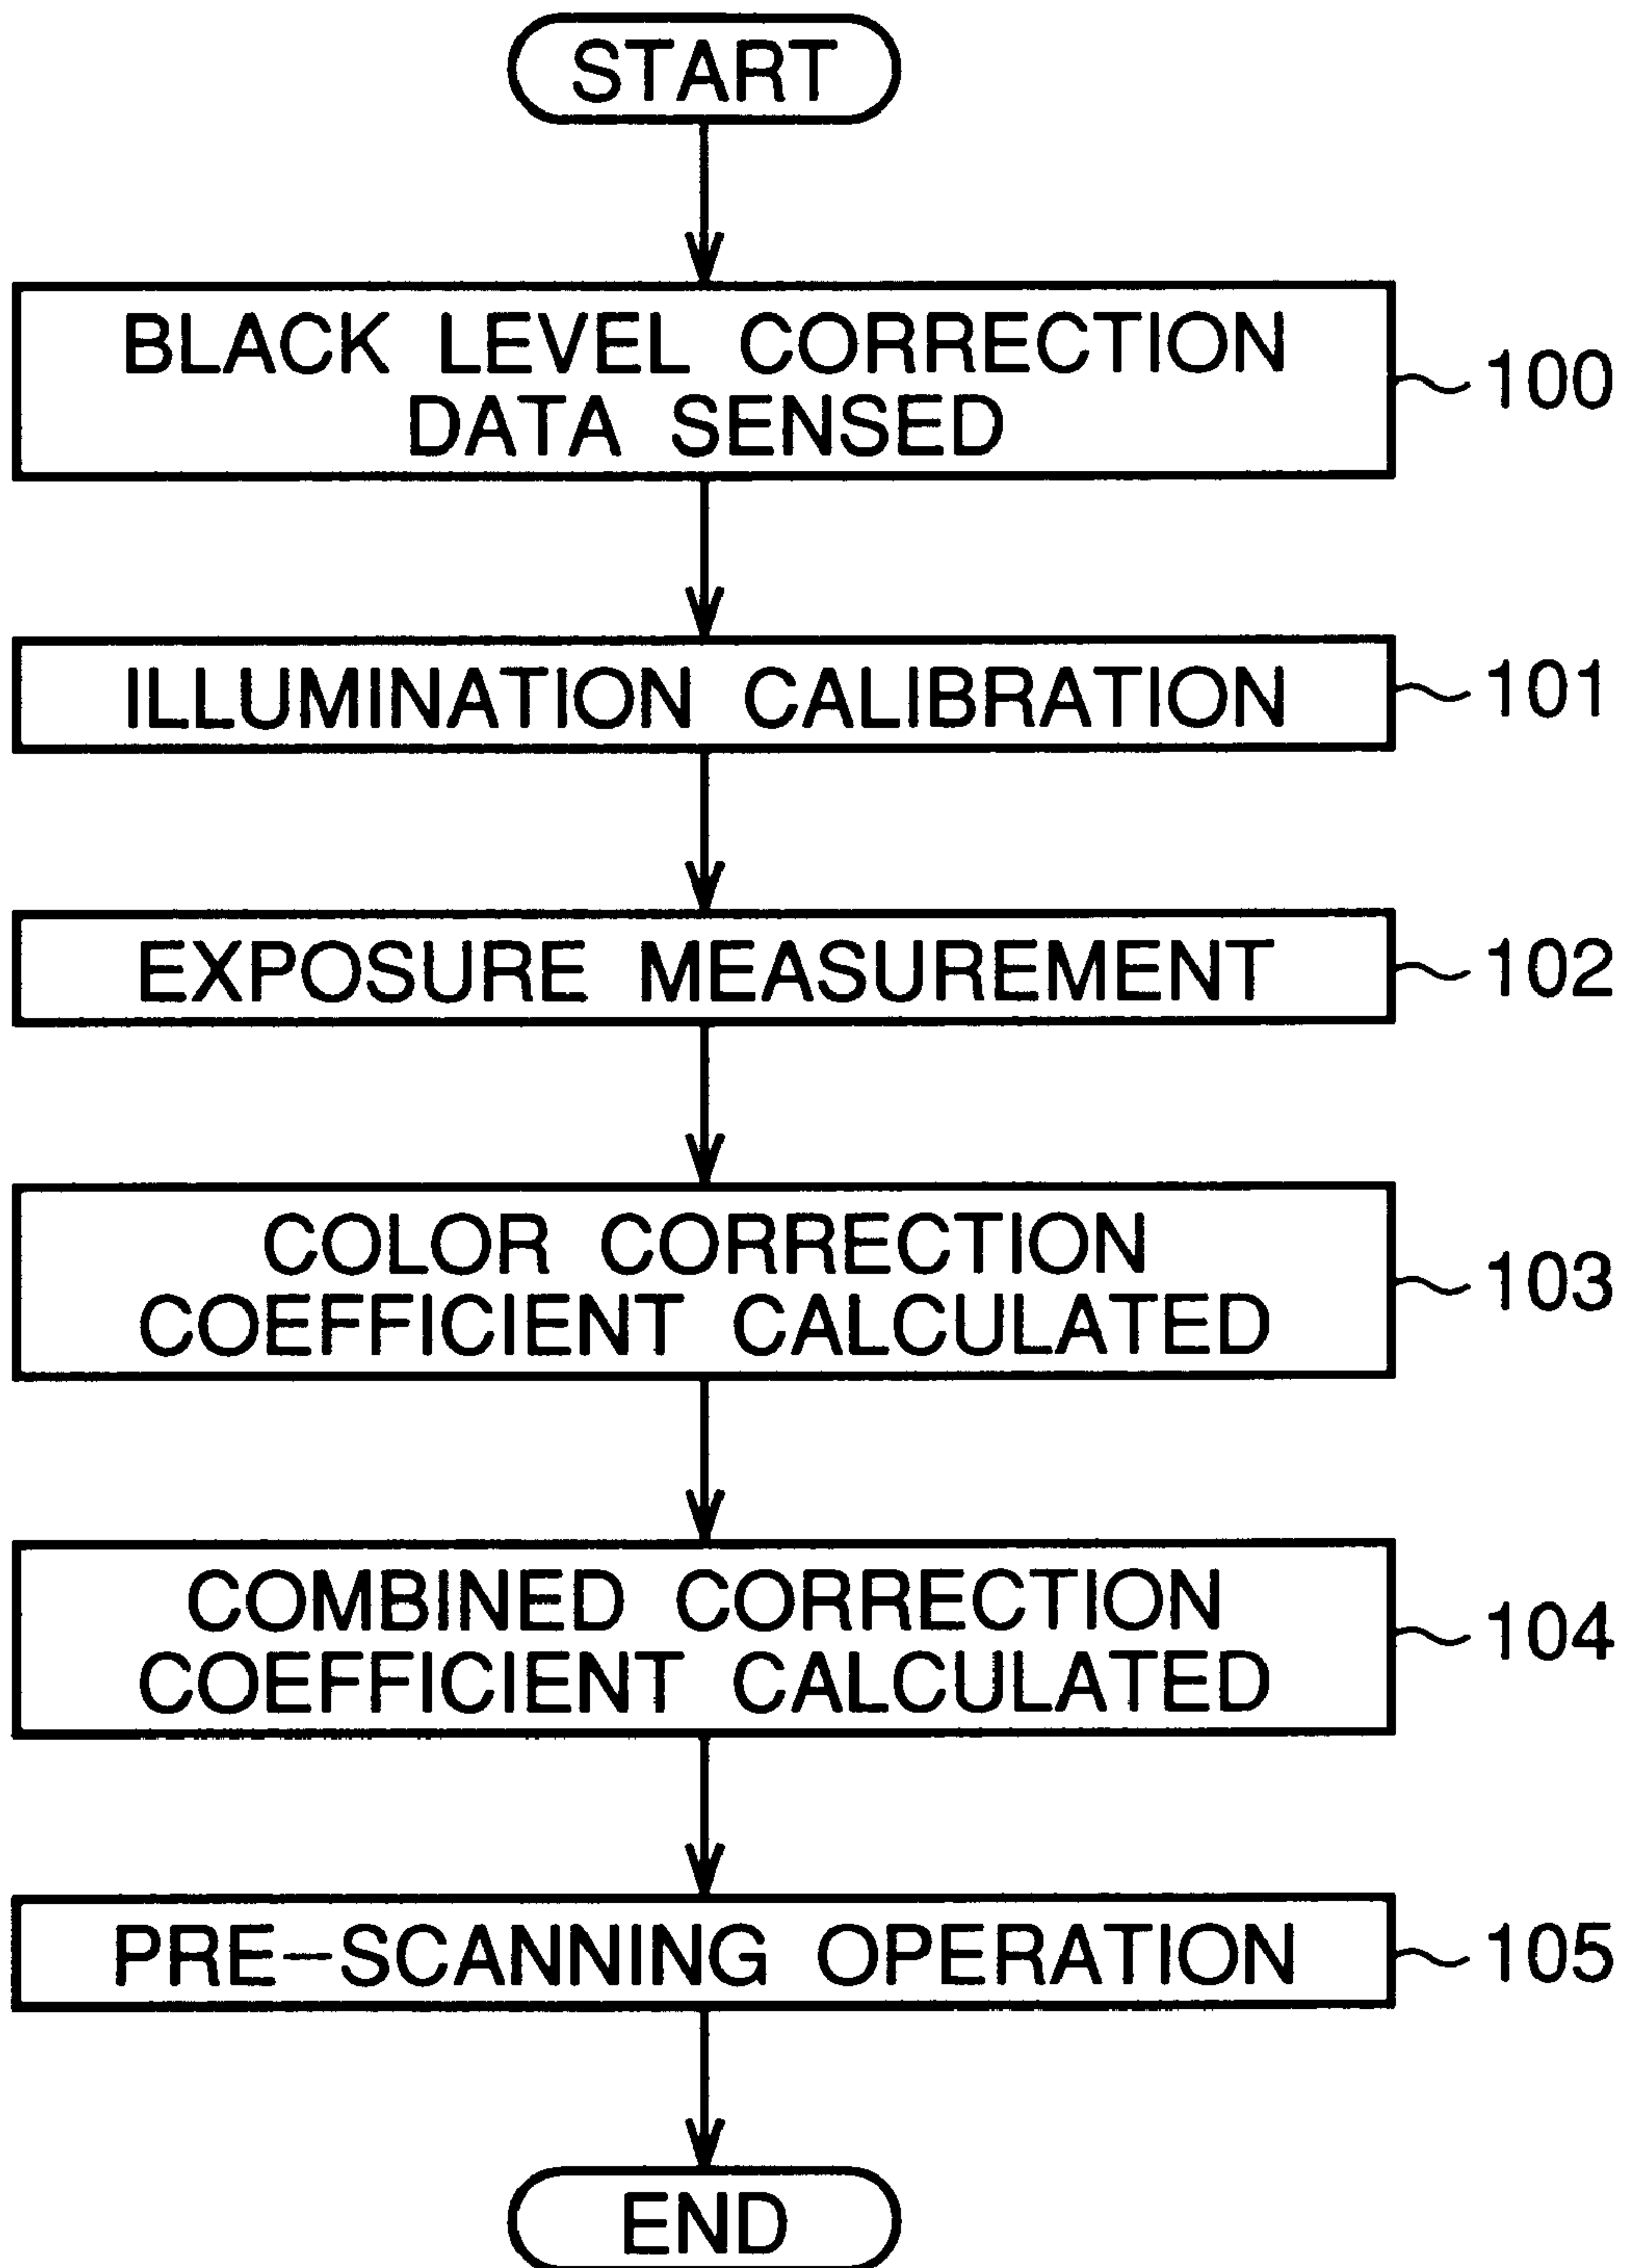 START
BLACK LEVEL CORRECTION
DATA SENSED
100
ILLUMINATION CALIBRATION
101
EXPOSURE MEASUREMENT
102
COLOR CORRECTION
COEFFICIENT CALCULATED
103
COMBINED CORRECTION
COEFFICIENT CALCULATED
104
PRE-SCANNING OPERATION
105
END